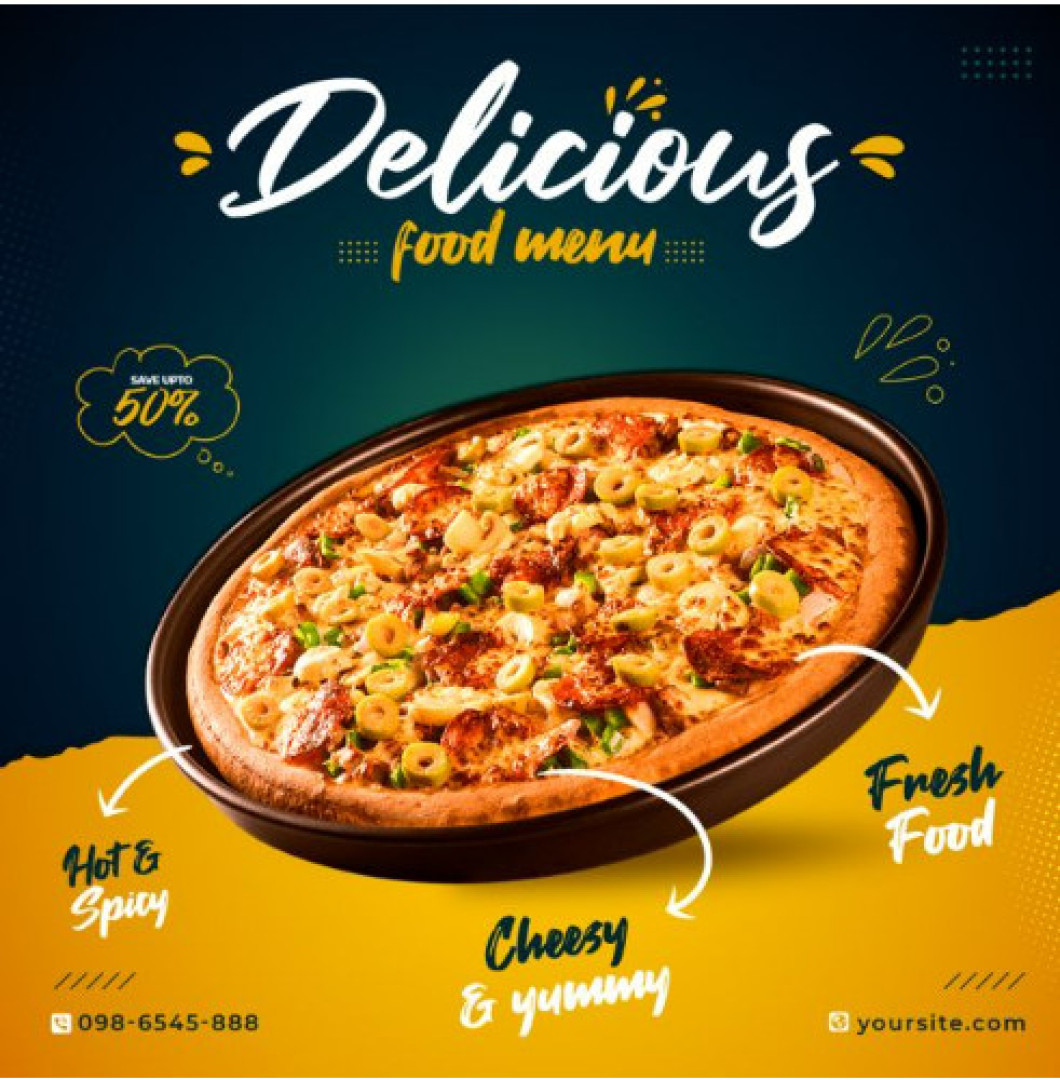 Delicious
food menu
SAVE UPTO
50%
Fresh
Food
Hot &
Spicy
Cheesy
& yummy
098-6545-888
yoursite.com